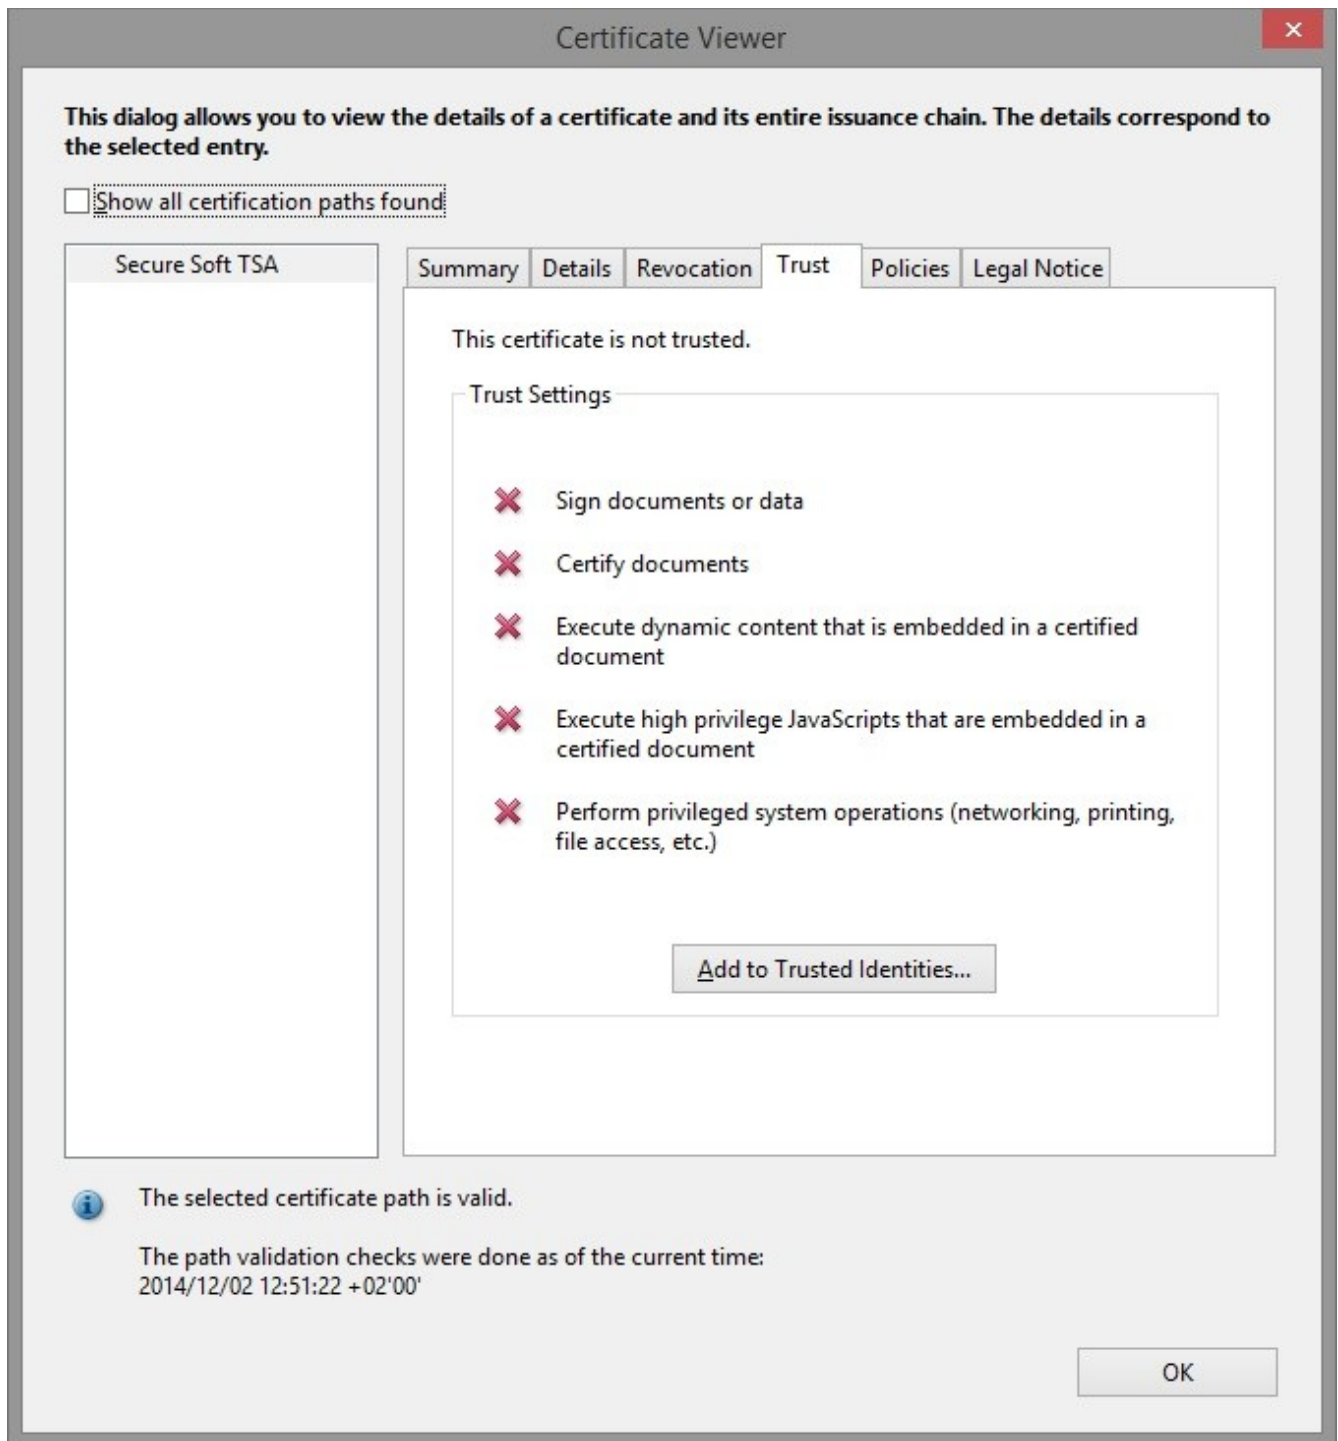 Certificate Viewer
This dialog allows you to view the details of a certificate and its entire issuance chain. The details correspond to
the selected entry.
Show all certification paths found
Secure Soft TSA
Summary Details Revocation Trust Policies Legal Notice
This certificate is not trusted.
Trust Settings
Sign documents or data
Certify documents
Execute dynamic content that is embedded in a certified
document
Execute high privilege JavaScripts that are embedded in a
certified document
Perform privileged system operations (networking, printing,
file access, etc.)
Add to Trusted Identities...
The selected certificate path is valid.
The path validation checks were done as of the current time:
2014/12/02 12:51:22 +02'00'
OK